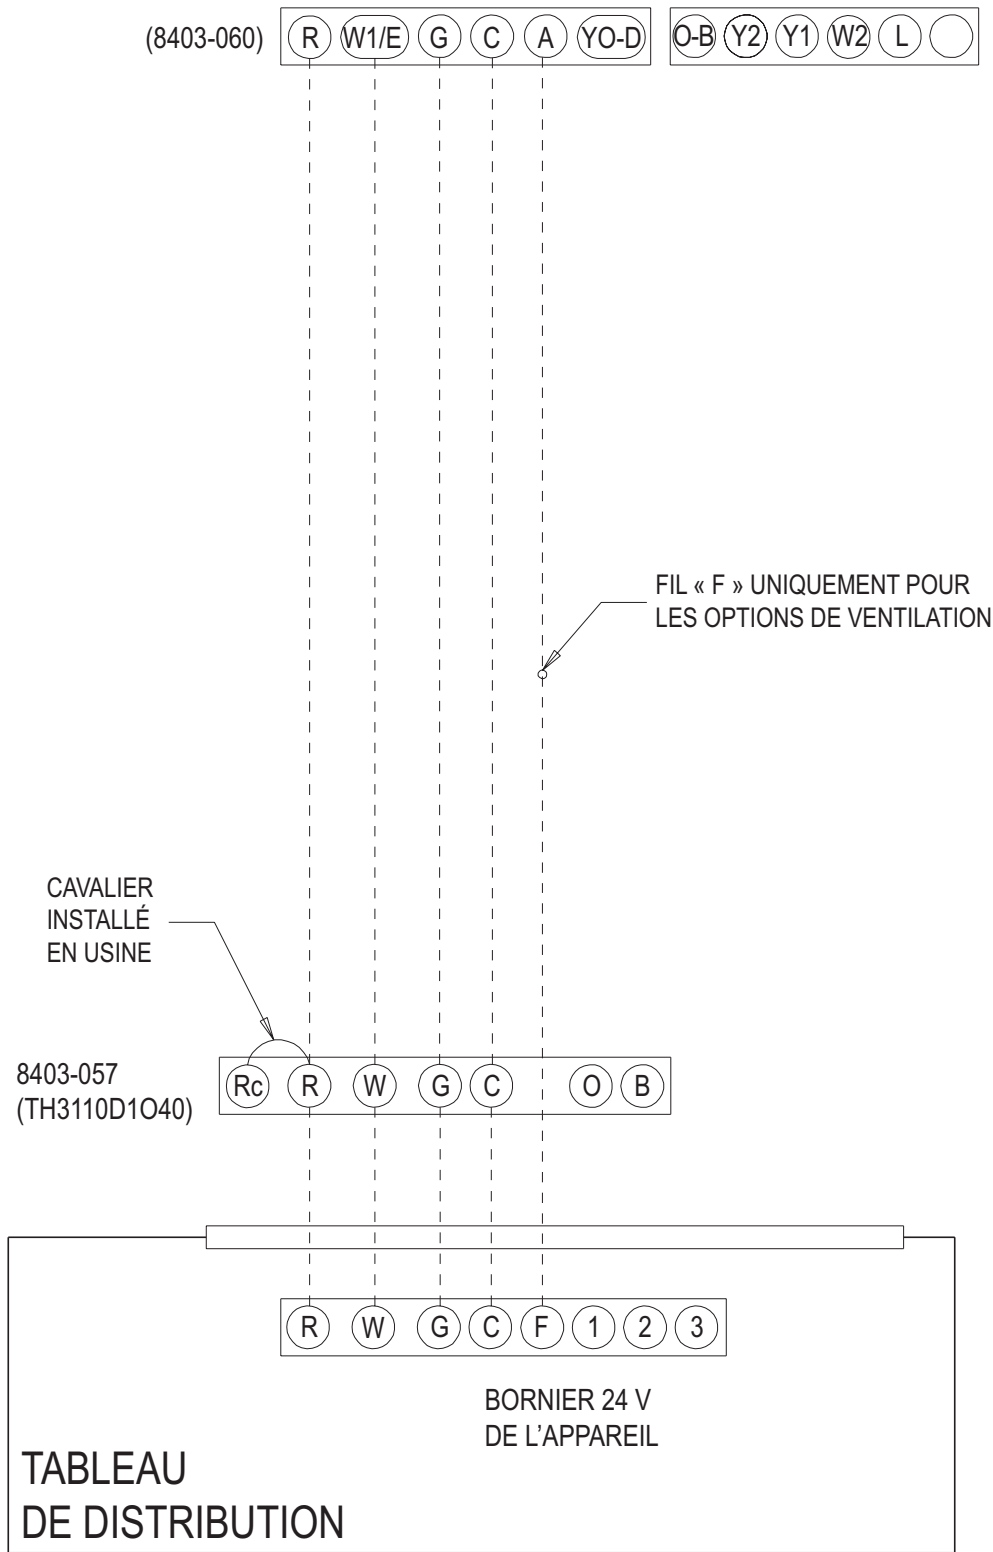 (8403-060) R W1/E G C A YO-D O-B Y2 Y1 W2 L
FIL « F » UNIQUEMENT POUR
LES OPTIONS DE VENTILATION
CAVALIER
INSTALLÉ
EN USINE
8403-057
(TH3110D1O40)
Rc R W G C O B
R W G C F 1 2 3
BORNIER 24 V
DE L'APPAREIL
TABLEAU
DE DISTRIBUTION